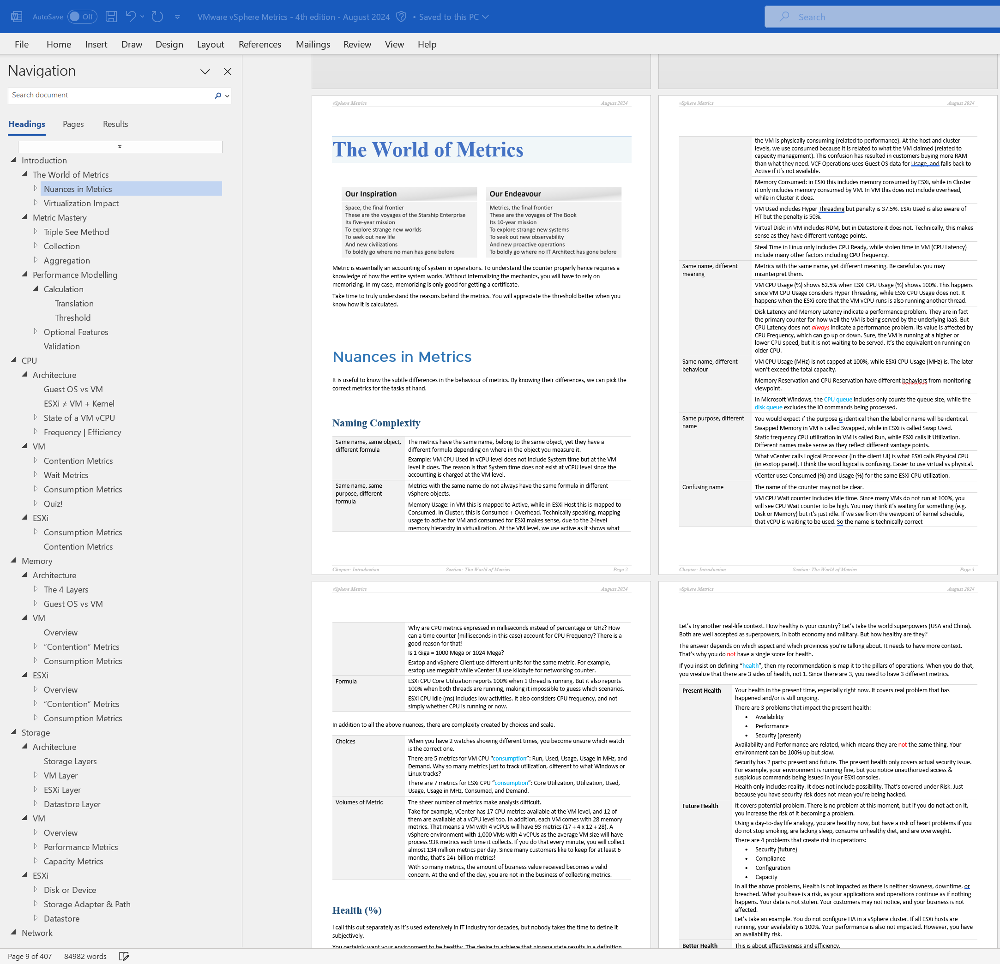 AutoSave Off VMware vSphere Metrics - 4th edition - August 2024 • Saved to this PC Search
File Home Insert Draw Design Layout References Mailings Review View Help
Navigation
Search document
Headings Pages Results
Introduction
The World of Metrics
Nuances in Metrics
Virtualization Impact
Metric Mastery
Triple See Method
Collection
Aggregation
Performance Modelling
Calculation
Translation
Threshold
Optional Features
Validation
CPU
Architecture
Guest OS vs VM
ESXi ≠ VM + Kernel
State of a VM vCPU
Frequency | Efficiency
VM
Contention Metrics
Wait Metrics
Consumption Metrics
Quiz!
ESXi
Consumption Metrics
Contention Metrics
Memory
Architecture
The 4 Layers
Guest OS vs VM
VM
Overview
“Contention” Metrics
Consumption Metrics
ESXi
Overview
“Contention” Metrics
Consumption Metrics
Storage
Architecture
Storage Layers
VM Layer
ESXi Layer
Datastore Layer
VM
Overview
Performance Metrics
Capacity Metrics
ESXi
Disk or Device
Storage Adapter & Path
Datastore
Network
vSphere Metrics August 2024
The World of Metrics
Our Inspiration
Space, the final frontier
These are the voyages of the Starship Enterprise
Its five-year mission
To explore strange new worlds
To seek out new life
And new civilizations
To boldly go where no man has gone before
Our Endeavour
Metrics, the final frontier
These are the voyages of The Book
Its 10-year mission
To explore strange new systems
To seek out new observability
And new proactive operations
To boldly go where no IT Architect has gone before
Metric is essentially an accounting of system in operations. To understand the counter properly hence requires a
knowledge of how the entire system works. Without internalizing the mechanics, you will have to rely on
memorizing. In my case, memorizing is only good for getting a certificate.
Take time to truly understand the reasons behind the metrics. You will appreciate the threshold better when you
know how it is calculated.
Nuances in Metrics
It is useful to know the subtle differences in the behaviour of metrics. By knowing their differences, we can pick the
correct metrics for the tasks at hand.
Naming Complexity
Same name, same object,
different formula
The metrics have the same name, belong to the same object, yet they have a
different formula depending on where in the object you measure it.
Example: VM CPU Used in vCPU level does not include System time but at the VM
level it does. The reason is that System time does not exist at vCPU level since the
accounting is charged at the VM level.
Same name, same
purpose, different
formula
Metrics with the same name do not always have the same formula in different
vSphere objects.
Memory Usage: in VM this is mapped to Active, while in ESXi Host this is mapped to
Consumed. In Cluster, this is Consumed + Overhead. Technically speaking, mapping
usage to active for VM and consumed for ESXi makes sense, due to the 2-level
memory hierarchy in virtualization. At the VM level, we use active as it shows what
Chapter: Introduction Section: The World of Metrics Page 2
vSphere Metrics August 2024
the VM is physically consuming (related to performance). At the host and cluster
levels, we use consumed because it is related to what the VM claimed (related to
capacity management). This confusion has resulted in customers buying more RAM
than what they need. VCF Operations uses Guest OS data for Usage, and falls back to
Active if it’s not available.
Memory Consumed: in ESXi this includes memory consumed by ESXi, while in Cluster
it only includes memory consumed by VM. In VM this does not include overhead,
while in Cluster it does.
VM Used includes Hyper Threading but penalty is 37.5%. ESXi Used is also aware of
HT but the penalty is 50%.
Virtual Disk: in VM includes RDM, but in Datastore it does not. Technically, this makes
sense as they have different vantage points.
Steal Time in Linux only includes CPU Ready, while stolen time in VM (CPU Latency)
include many other factors including CPU frequency.
Same name, different
meaning
Metrics with the same name, yet different meaning. Be careful as you may
misinterpret them.
VM CPU Usage (%) shows 62.5% when ESXi CPU Usage (%) shows 100%. This happens
since VM CPU Usage considers Hyper Threading, while ESXi CPU Usage does not. It
happens when the ESXi core that the VM vCPU runs is also running another thread.
Disk Latency and Memory Latency indicate a performance problem. They are in fact
the primary counter for how well the VM is being served by the underlying IaaS. But
CPU Latency does not always indicate a performance problem. Its value is affected by
CPU Frequency, which can go up or down. Sure, the VM is running at a higher or
lower CPU speed, but it is not waiting to be served. It’s the equivalent on running on
older CPU.
Same name, different
behaviour
VM CPU Usage (MHz) is not capped at 100%, while ESXi CPU Usage (MHz) is. The later
won’t exceed the total capacity.
Memory Reservation and CPU Reservation have different behaviors from monitoring
viewpoint.
In Microsoft Windows, the CPU queue includes only counts the queue size, while the
disk queue excludes the IO commands being processed.
Same purpose, different
name
You would expect if the purpose is identical then the label or name will be identical.
Swapped Memory in VM is called Swapped, while in ESXi is called Swap Used.
Static frequency CPU utilization in VM is called Run, while ESXi calls it Utilization.
Different names make sense as they reflect different vantage points.
What vCenter calls Logical Processor (in the client UI) is what ESXi calls Physical CPU
(in esxtop panel). I think the word logical is confusing. Easier to use virtual vs physical.
vCenter uses Consumed (%) and Usage (%) for the same ESXi CPU utilization.
Confusing name
The name of the counter may not be clear.
VM CPU Wait counter includes idle time. Since many VMs do not run at 100%, you
will see CPU Wait counter to be high. You may think it’s waiting for something (e.g.
Disk or Memory) but it’s just idle. If we see from the viewpoint of kernel schedule,
that vCPU is waiting to be used. So the name is technically correct
Chapter: Introduction Section: The World of Metrics Page 3
vSphere Metrics August 2024
Why are CPU metrics expressed in milliseconds instead of percentage or GHz? How
can a time counter (milliseconds in this case) account for CPU Frequency? There is a
good reason for that!
Is 1 Giga = 1000 Mega or 1024 Mega?
Esxtop and vSphere Client use different units for the same metric. For example,
esxtop use megabit while vCenter UI use kilobyte for networking counter.
Formula
ESXi CPU Core Utilization reports 100% when 1 thread is running. But it also reports
100% when both threads are running, making it impossible to guess which scenarios.
ESXi CPU Idle (ms) includes low activities. It also considers CPU frequency, and not
simply whether CPU is running or now.
In addition to all the above nuances, there are complexity created by choices and scale.
Choices
When you have 2 watches showing different times, you become unsure which watch
is the correct one.
There are 5 metrics for VM CPU “consumption”: Run, Used, Usage, Usage in MHz, and
Demand. Why so many metrics just to track utilization, different to what Windows or
Linux tracks?
There are 7 metrics for ESXi CPU “consumption”: Core Utilization, Utilization, Used,
Usage, Usage in MHz, Consumed, and Demand.
Volumes of Metric
The sheer number of metrics make analysis difficult.
Take for example, vCenter has 17 CPU metrics available at the VM level, and 12 of
them are available at a vCPU level too. In addition, each VM comes with 28 memory
metrics. That means a VM with 4 vCPUs will have 93 metrics (17 + 4 x 12 + 28). A
vSphere environment with 1,000 VMs with 4 vCPUs as the average VM size will have
process 93K metrics each time it collects. If you do that every minute, you will collect
almost 134 million metrics per day. Since many customers like to keep for at least 6
months, that’s 24+ billion metrics!
With so many metrics, the amount of business value received becomes a valid
concern. At the end of the day, you are not in the business of collecting metrics.
Health (%)
I call this out separately as it’s used extensively in IT industry for decades, but nobody takes the time to define it
subjectively.
You certainly want your environment to be healthy. The desire to achieve that nirvana state results in a definition
vSphere Metrics August 2024
Let’s try another real-life context. How healthy is your country? Let’s take the world superpowers (USA and China).
Both are well accepted as superpowers, in both economy and military. But how healthy are they?
The answer depends on which aspect and which provinces you’re talking about. It needs to have more context.
That’s why you do not have a single score for health.
If you insist on defining “health”, then my recommendation is map it to the pillars of operations. When you do that,
you vrealize that there are 3 sides of health, not 1. Since there are 3, you need to have 3 different metrics.
Present Health
Your health in the present time, especially right now. It covers real problem that has
happened and/or is still ongoing.
There are 3 problems that impact the present health:
• Availability
• Performance
• Security (present)
Availability and Performance are related, which means they are not the same thing. Your
environment can be 100% up but slow.
Security has 2 parts: present and future. The present health only covers actual security issue.
For example, your environment is running fine, but you notice unauthorized access &
suspicious commands being issued in your ESXi consoles.
Health only includes reality. It does not include possibility. That’s covered under Risk. Just
because you have security risk does not mean you’re being hacked.
Future Health
It covers potential problem. There is no problem at this moment, but if you do not act on it,
you increase the risk of it becoming a problem.
Using a day-to-day life analogy, you are healthy now, but have a risk of heart problems if you
do not stop smoking, are lacking sleep, consume unhealthy diet, and are overweight.
There are 4 problems that create risk in operations:
• Security (future)
• Compliance
• Configuration
• Capacity
In all the above problems, Health is not impacted as there is neither slowness, downtime, or
breached. What you have is a risk, as your applications and operations continue as if nothing
happens. Your data is not stolen. Your customers may not notice, and your business is not
affected.
Let’s take an example. You do not configure HA in a vSphere cluster. If all ESXi hosts are
running, your availability is 100%. Your performance is also not impacted. However, you have
an availability risk.
Better Health
This is about effectiveness and efficiency.
Page 9 of 407 84982 words